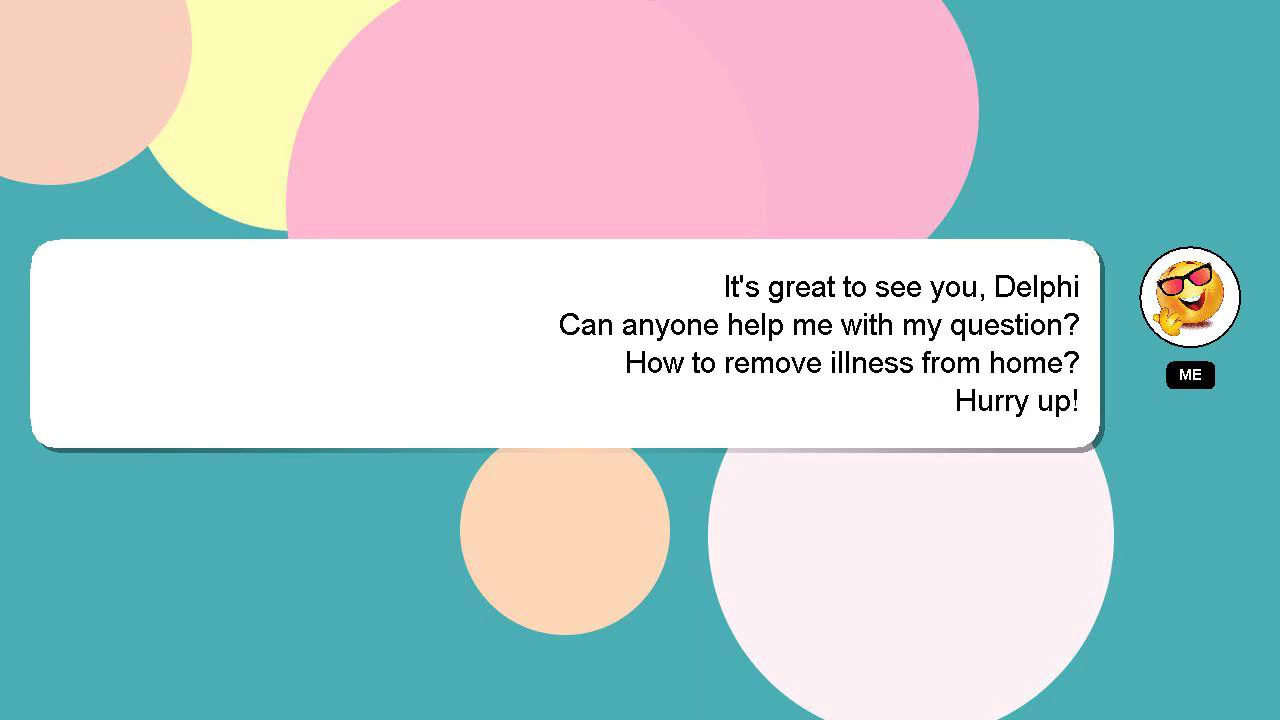 It's great to see you, Delphi
Can anyone help me with my question?
How to remove illness from home?
Hurry up!
ME